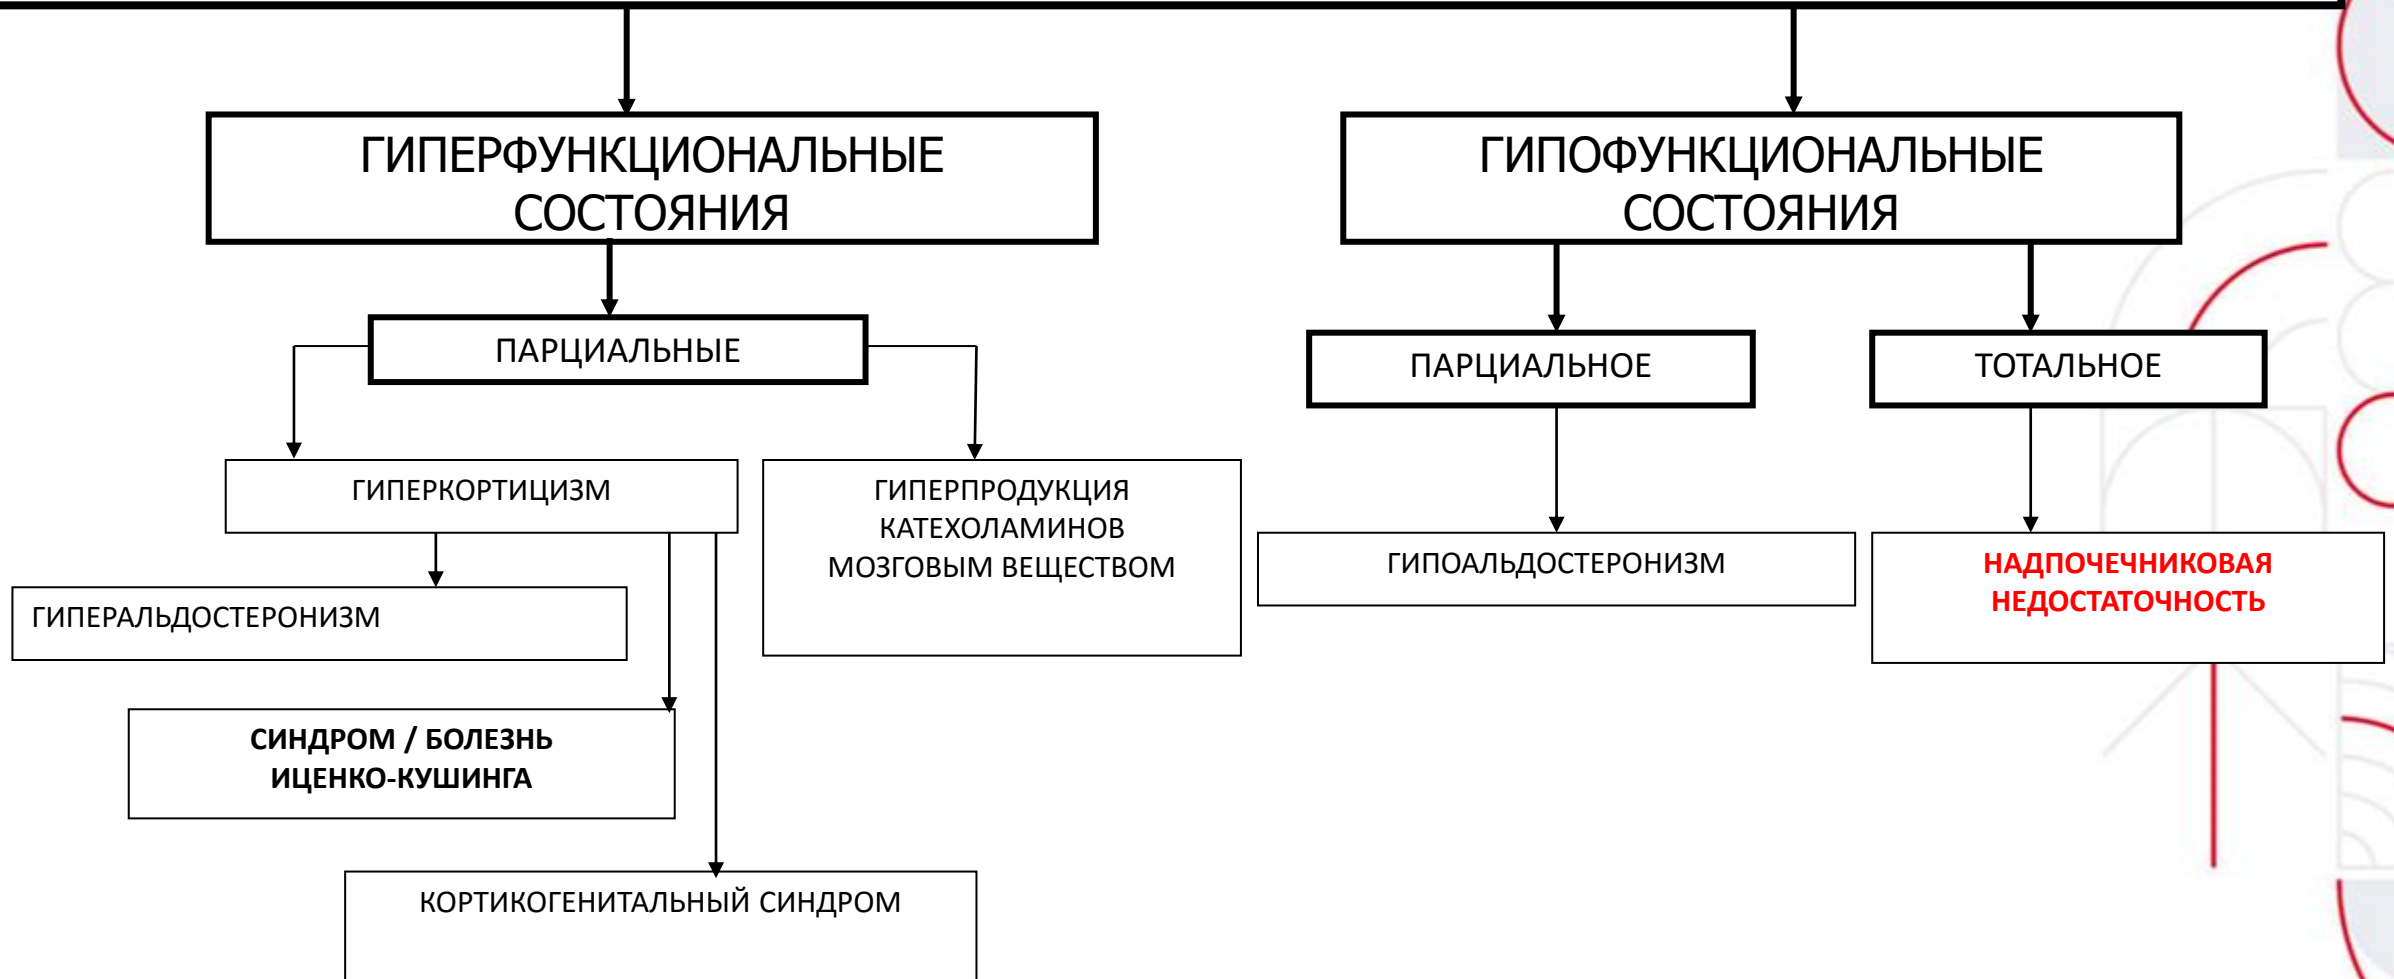 ГИПЕРФУНКЦИОНАЛЬНЫЕ
СОСТОЯНИЯ
ГИПОФУНКЦИОНАЛЬНЫЕ
СОСТОЯНИЯ
ПАРЦИАЛЬНЫЕ
ПАРЦИАЛЬНОЕ
ТОТАЛЬНОЕ
ГИПЕРКОРТИЦИЗМ
ГИПЕРПРОДУКЦИЯ
КАТЕХОЛАМИНОВ
МОЗГОВЫМ ВЕЩЕСТВОМ
ГИПОАЛЬДОСТЕРОНИЗМ
НАДПОЧЕЧНИКОВАЯ
НЕДОСТАТОЧНОСТЬ
ГИПЕРАЛЬДОСТЕРОНИЗМ
СИНДРОМ / БОЛЕЗНЬ
ИЦЕНКО-КУШИНГА
КОРТИКОГЕНИТАЛЬНЫЙ СИНДРОМ